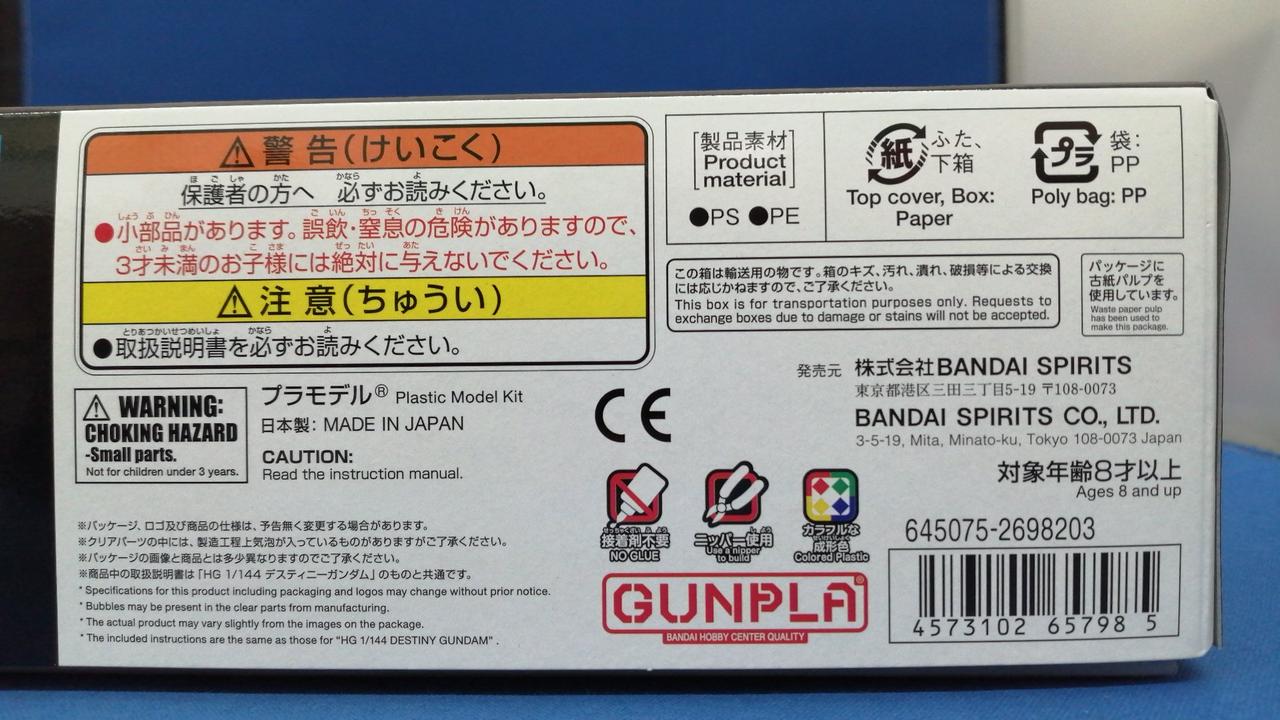 警告(けいこく)
保護者の方へ 必ずお読みください。
●小部品があります。誤飲・窒息の危険がありますので、
3才未満のお子様には絶対に与えないでください。
注意(ちゅうい)
●取扱説明書を必ずお読みください。
[製品素材]
Product
material
●PS ●PE
紙
ふた、
下箱
Top cover, Box:
Paper
プラ
袋:
PP
Poly bag: PP
この箱は輸送用の物です。箱のキズ、汚れ、潰れ、破損等による交換
には応じかねますので、ご了承ください。
This box is for transportation purposes only. Requests to
exchange boxes due to damage or stains will not be accepted.
パッケージに
古紙パルプを
使用しています。
Waste paper pulp
has been used to
make this package.
WARNING:
CHOKING HAZARD
-Small parts.
Not for children under 3 years.
プラモデル® Plastic Model Kit
日本製: MADE IN JAPAN
CAUTION:
Read the instruction manual.
CE
発売元 株式会社BANDAI SPIRITS
東京都港区三田三丁目5-19 〒108-0073
BANDAI SPIRITS CO., LTD.
3-5-19, Mita, Minato-ku, Tokyo 108-0073 Japan
対象年齢8才以上
Ages 8 and up
接着剤不要
NO GLUE
ニッパー使用
Use a nipper
to build
カラフルな
成形色
Colored Plastic
※パッケージ、ロゴ及び商品の仕様は、予告無く変更する場合があります。
※クリアパーツの中には、製造工程上気泡が入っているものがありますがご了承ください。
※パッケージの画像と商品とは多少異なりますのでご了承ください。
※商品中の取扱説明書は「HG 1/144 デスティニーガンダム」のものと共通です。
* Specifications for this product including packaging and logos may change without prior notice.
* Bubbles may be present in the clear parts from manufacturing.
* The actual product may vary slightly from the images on the package.
* The included instructions are the same as those for "HG 1/144 DESTINY GUNDAM" .
GUNPLA®
BANDAI HOBBY CENTER QUALITY
645075-2698203
4573102 65798 5